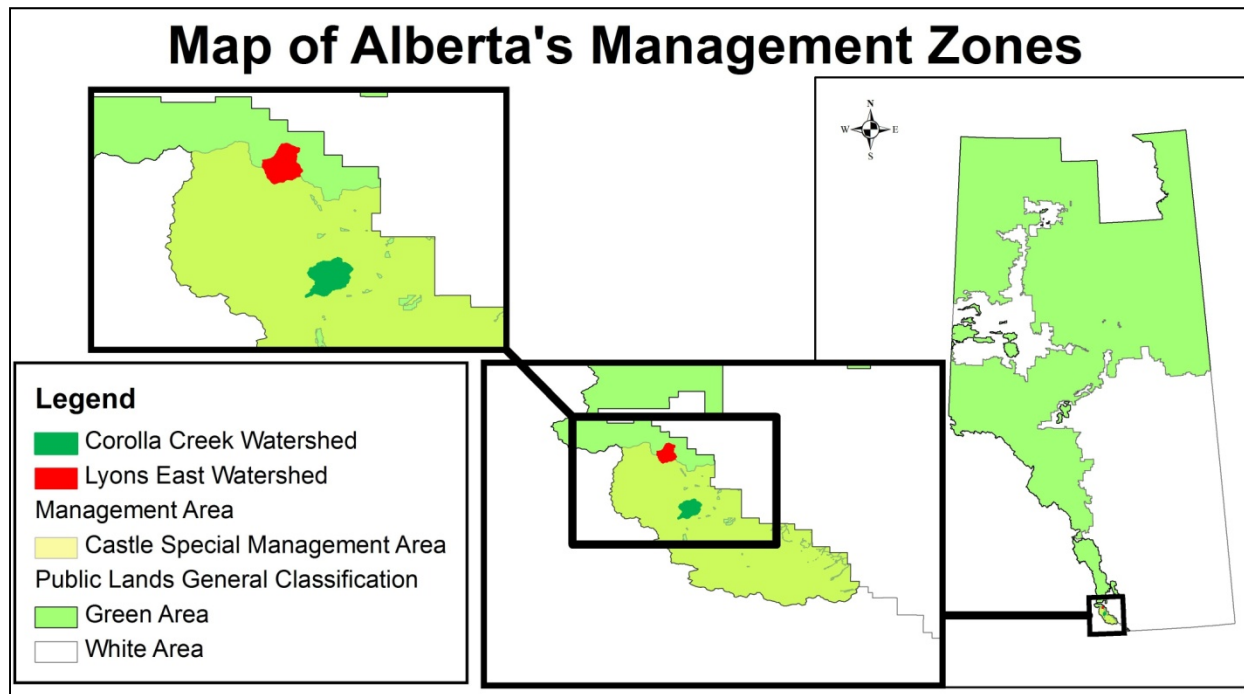 Map of Alberta's Management Zones
N
W E
S
Legend
Corolla Creek Watershed
Lyons East Watershed
Management Area
Castle Special Management Area
Public Lands General Classification
Green Area
White Area